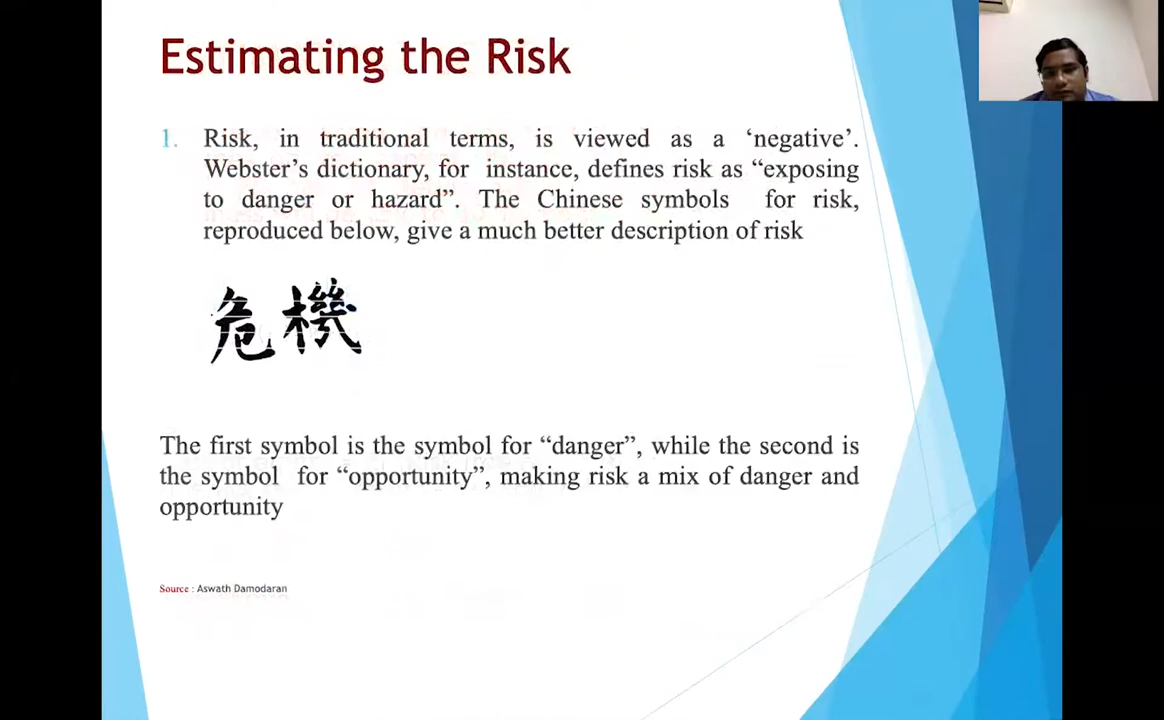 Estimating the Risk
1. Risk, in traditional terms, is viewed as a ‘negative’.
Webster’s dictionary, for instance, defines risk as “exposing
to danger or hazard”. The Chinese symbols for risk,
reproduced below, give a much better description of risk
危機
The first symbol is the symbol for “danger”, while the second is
the symbol for “opportunity”, making risk a mix of danger and
opportunity
Source : Aswath Damodaran